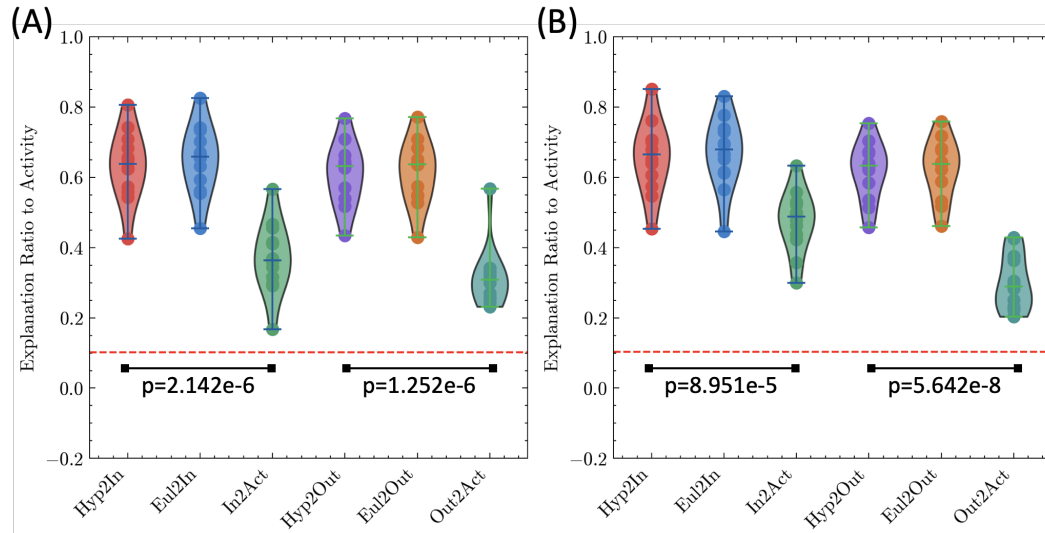 (A)
Explanation Ratio to Activity
1.0
0.8
0.6
0.4
0.2
0.0
−0.2
p=2.142e-6
p=1.252e-6
Hyp2In
Eul2In
In2Act
Hyp2Out
Eul2Out
Out2Act
(B)
Explanation Ratio to Activity
1.0
0.8
0.6
0.4
0.2
0.0
−0.2
p=8.951e-5
p=5.642e-8
Hyp2In
Eul2In
In2Act
Hyp2Out
Eul2Out
Out2Act